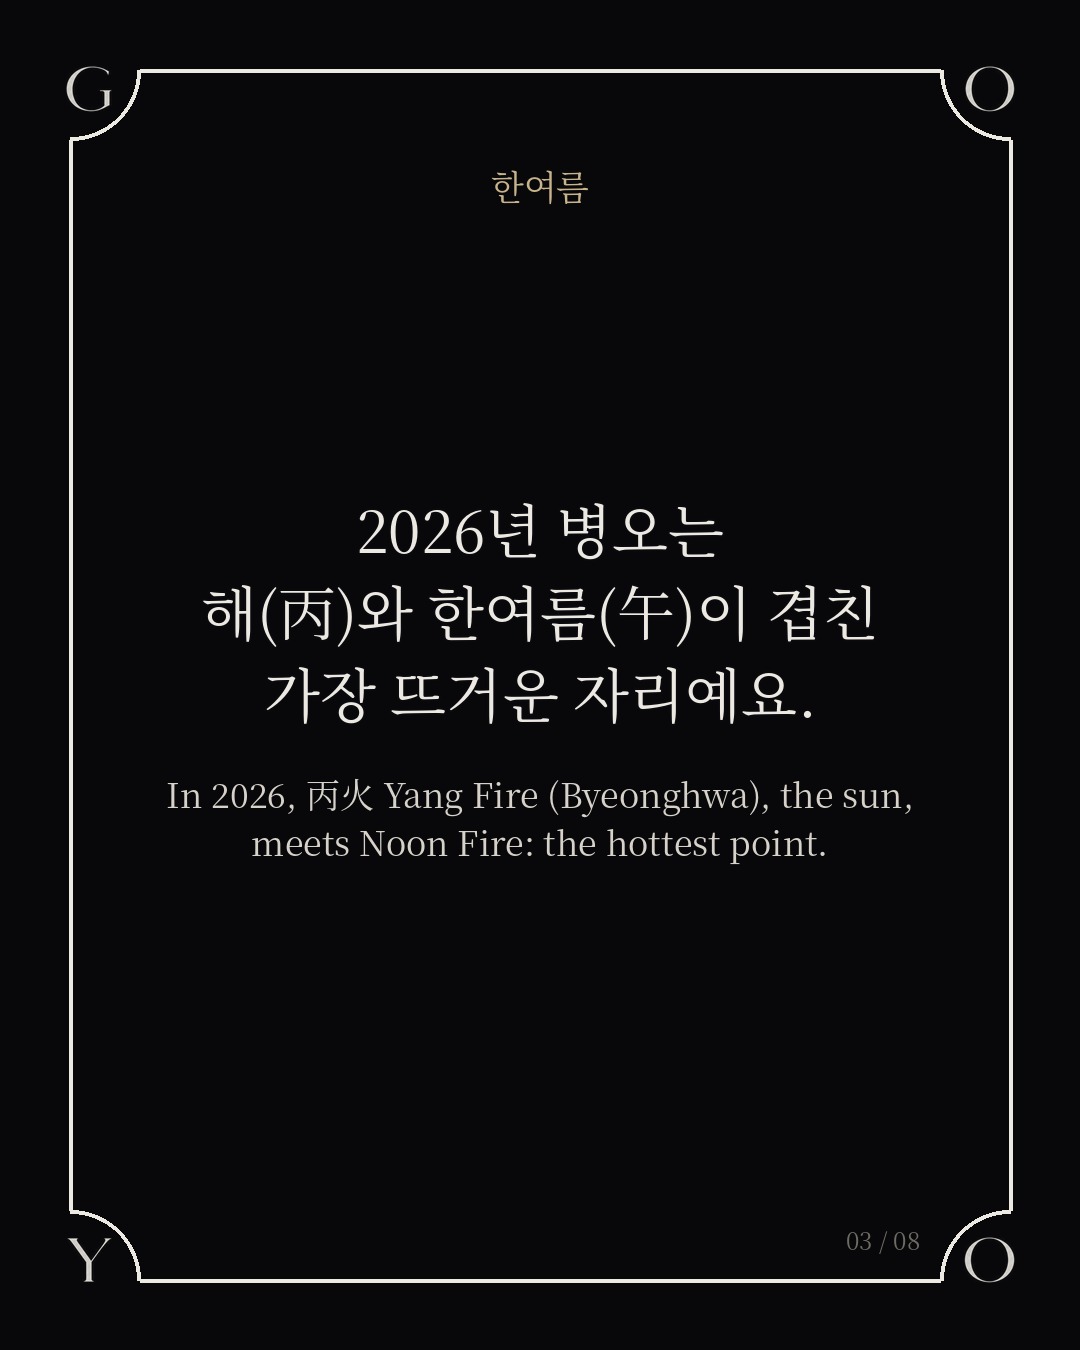 G
O
한여름
2026년 병오는
해(丙)와 한여름(午)이 겹친
가장 뜨거운 자리예요.
In 2026, 丙火 Yang Fire (Byeonghwa), the sun,
meets Noon Fire: the hottest point.
03 / 08
Y
O